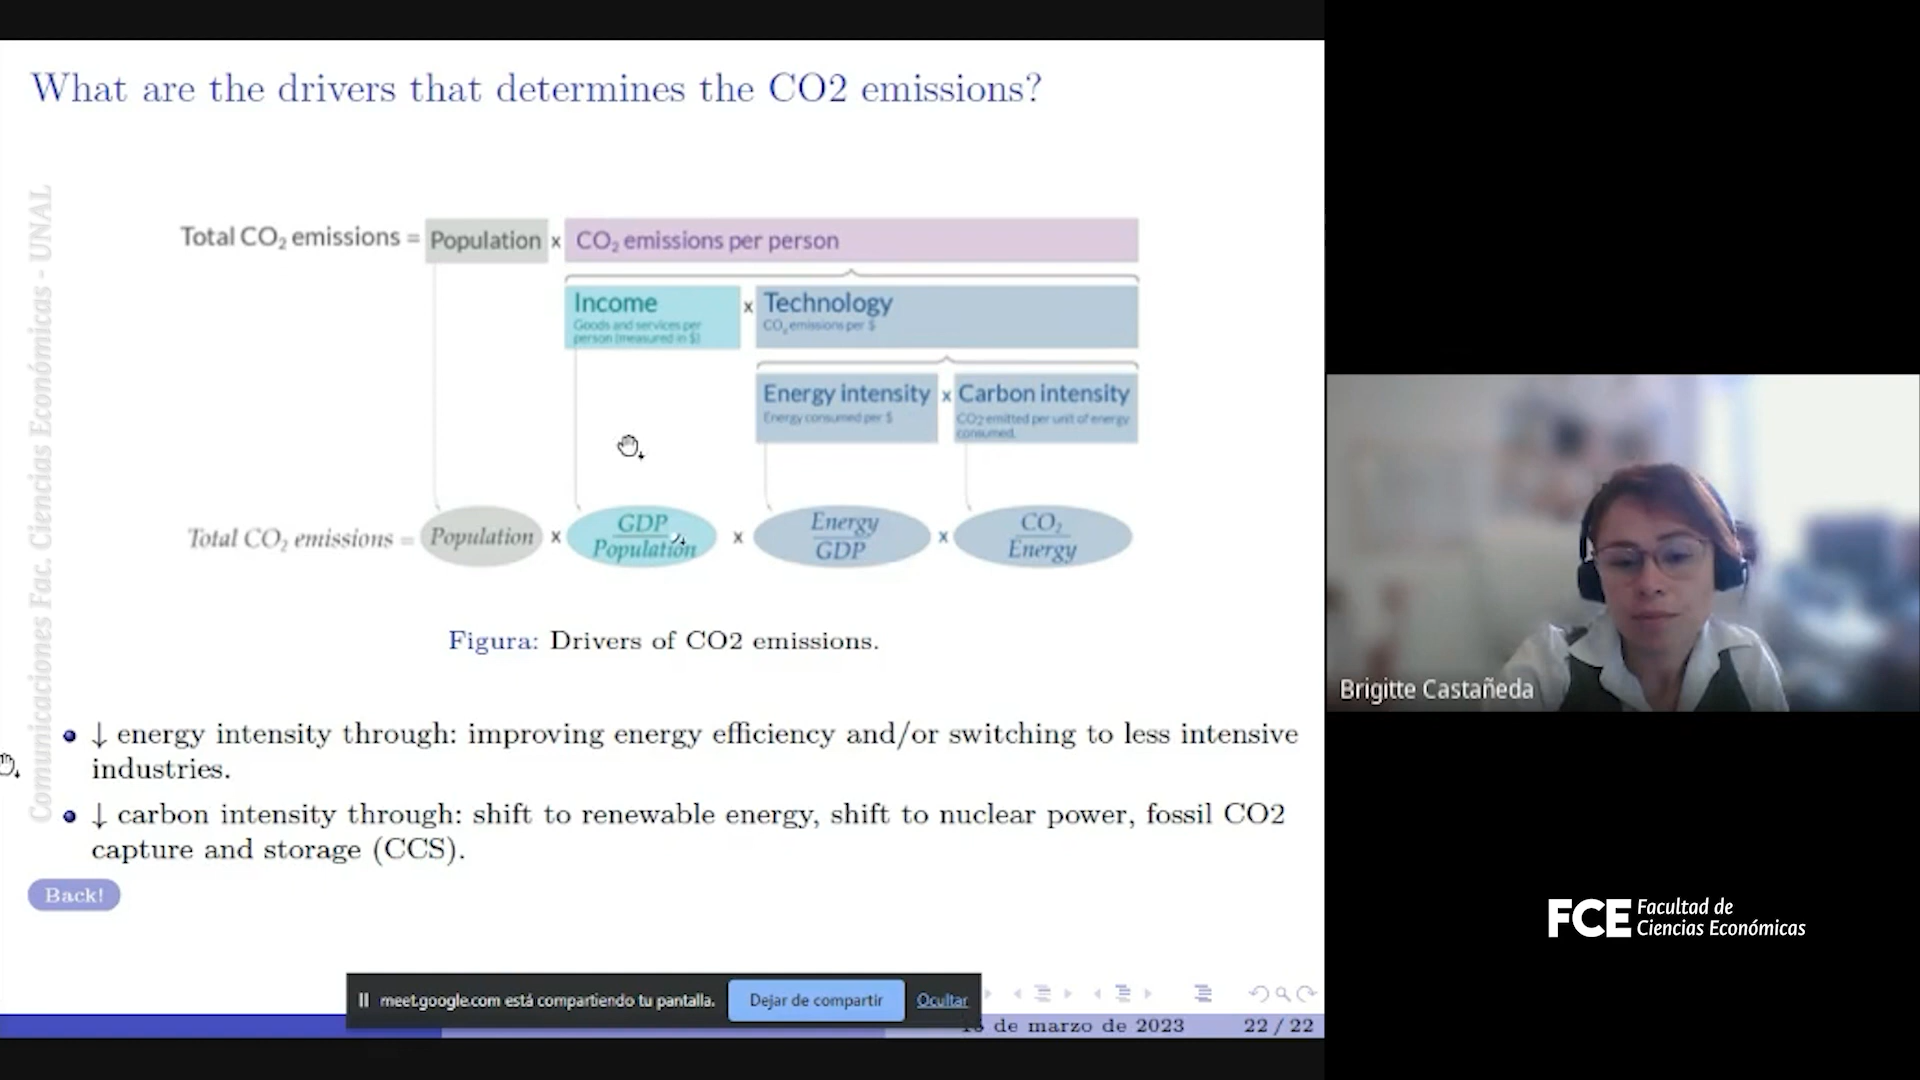 What are the drivers that determines the CO2 emissions?
Comunicaciones Fac. Ciencias Económicas - UNAL
Total CO₂ emissions = Population x CO₂ emissions per person
Income x Technology
Goods and services per
person (measured in $)
CO₂ emissions per $
Energy intensity x Carbon intensity
Energy consumed per $
CO2 emitted per unit of energy
consumed.
Total CO₂ emissions = Population x GDP / Population x Energy / GDP x CO₂ / Energy
Figura: Drivers of CO2 emissions.
↓ energy intensity through: improving energy efficiency and/or switching to less intensive
industries.
↓ carbon intensity through: shift to renewable energy, shift to nuclear power, fossil CO2
capture and storage (CCS).
Back!
meet.google.com está compartiendo tu pantalla. Dejar de compartir Ocultar
de marzo de 2023 22 / 22
Brigitte Castañeda
FCE Facultad de
Ciencias Económicas